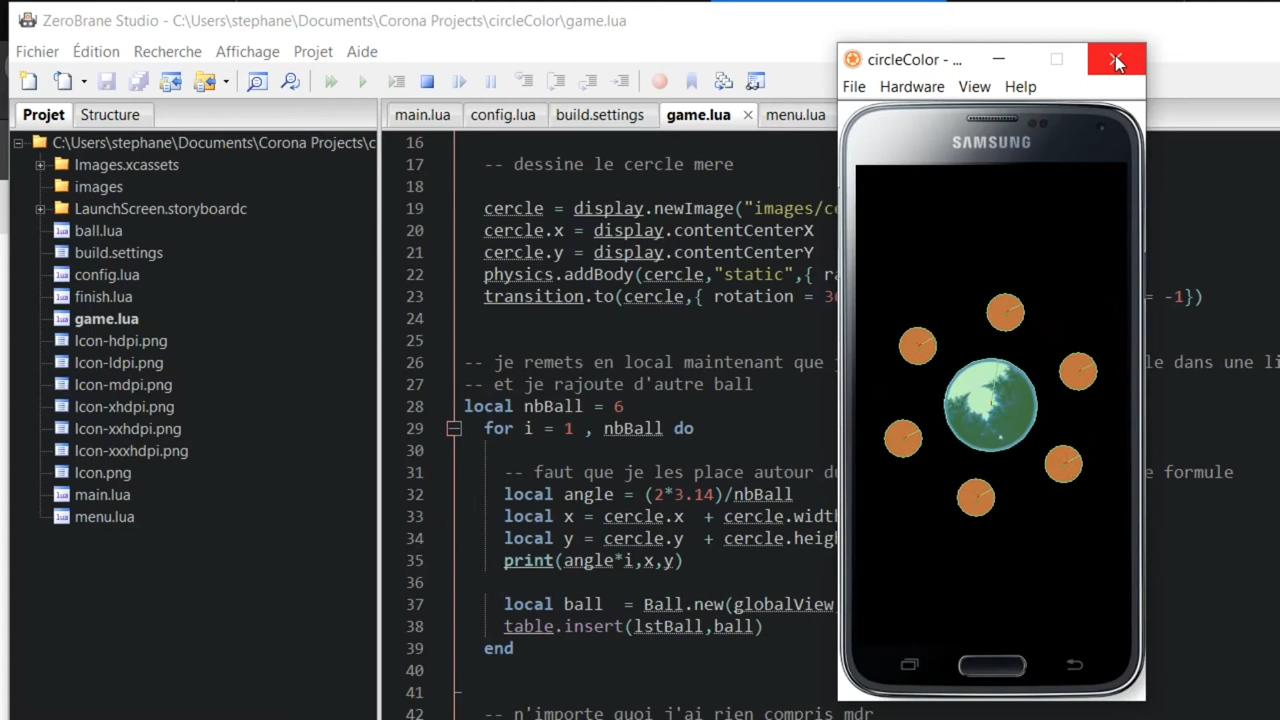 ZeroBrane Studio - C:\Users\stephane\Documents\Corona Projects\circleColor\game.lua
Fichier Édition Recherche Affichage Projet Aide
Projet Structure
C:\Users\stephane\Documents\Corona Projects\c
Images.xcassets
images
LaunchScreen.storyboardc
ball.lua
build.settings
config.lua
finish.lua
game.lua
Icon-hdpi.png
Icon-ldpi.png
Icon-mdpi.png
Icon-xhdpi.png
Icon-xxhdpi.png
Icon-xxxhdpi.png
Icon.png
main.lua
menu.lua
main.lua config.lua build.settings game.lua menu.lua
16
17 -- dessine le cercle mere
18
19 cercle = display.newImage("images/ce
20 cercle.x = display.contentCenterX
21 cercle.y = display.contentCenterY
22 physics.addBody(cercle,"static",{ ra
23 transition.to(cercle,{ rotation = 36 = -1})
24
25
26 -- je remets en local maintenant que j le dans une li
27 -- et je rajoute d'autre ball
28 local nbBall = 6
29 for i = 1 , nbBall do
30
31 -- faut que je les place autour du e formule
32 local angle = (2*3.14)/nbBall
33 local x = cercle.x + cercle.widt
34 local y = cercle.y + cercle.heig
35 print(angle*i,x,y)
36
37 local ball = Ball.new(globalView
38 table.insert(lstBall,ball)
39 end
40
41
42 -- n'importe quoi j'ai rien compris mdr
circleColor - ...
File Hardware View Help
SAMSUNG